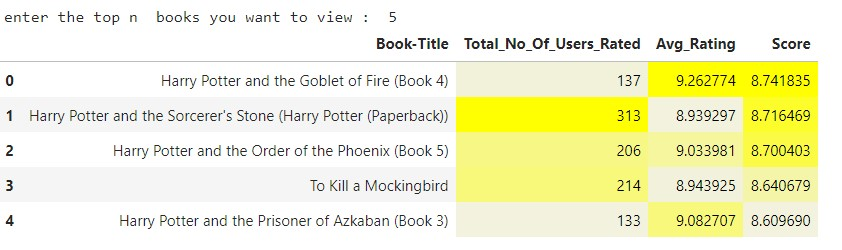 enter the top n  books you want to view :  5
Book-Title Total_No_Of_Users_Rated Avg_Rating Score
0 Harry Potter and the Goblet of Fire (Book 4) 137 9.262774 8.741835
1 Harry Potter and the Sorcerer's Stone (Harry Potter (Paperback)) 313 8.939297 8.716469
2 Harry Potter and the Order of the Phoenix (Book 5) 206 9.033981 8.700403
3 To Kill a Mockingbird 214 8.943925 8.640679
4 Harry Potter and the Prisoner of Azkaban (Book 3) 133 9.082707 8.609690